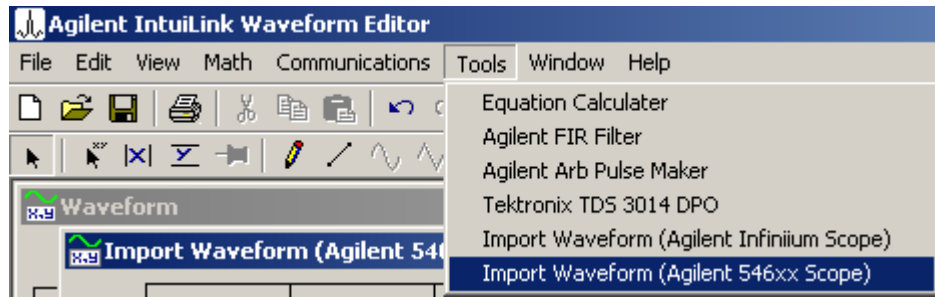 Agilent IntuiLink Waveform Editor
File Edit View Math Communications Tools Window Help
Equation Calculater
Agilent FIR Filter
Agilent Arb Pulse Maker
Waveform
Tektronix TDS 3014 DPO
Import Waveform (Agilent Infiniium Scope)
Import Waveform (Agilent 546
Import Waveform (Agilent 546xx Scope)